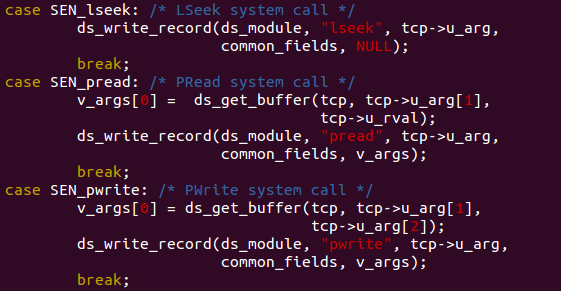 case SEN_lseek: /* LSeek system call */
        ds_write_record(ds_module, "lseek", tcp->u_arg,
                        common_fields, NULL);
        break;
case SEN_pread: /* PRead system call */
        v_args[0] =  ds_get_buffer(tcp, tcp->u_arg[1],
                                   tcp->u_rval);
        ds_write_record(ds_module, "pread", tcp->u_arg,
                        common_fields, v_args);
        break;
case SEN_pwrite: /* PWrite system call */
        v_args[0] = ds_get_buffer(tcp, tcp->u_arg[1],
                                  tcp->u_arg[2]);
        ds_write_record(ds_module, "pwrite", tcp->u_arg,
                        common_fields, v_args);
        break;